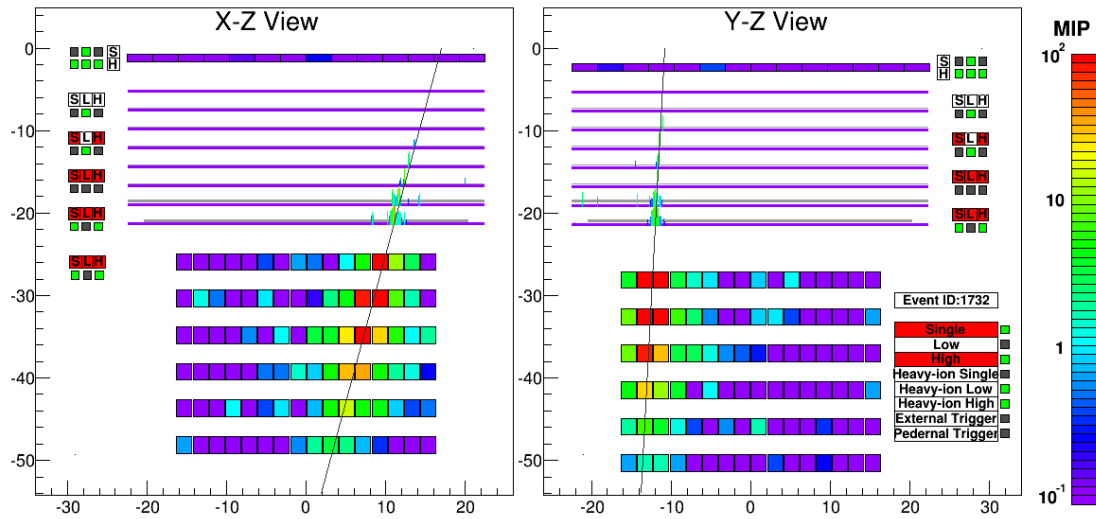 X-Z View
Y-Z View
MIP
0
-10
-20
-30
-40
-50
-30 -20 -10 0 10 20
S
H
S L H
S L H
S L H
S L H
S L H
0
-10
-20
-30
-40
-50
-20 -10 0 10 20 30
S
H
S L H
S L H
S L H
S L H
Event ID:1732
Single
Low
High
Heavy-ion Single
Heavy-ion Low
Heavy-ion High
External Trigger
Pedernal Trigger
10²
10
1
10⁻¹